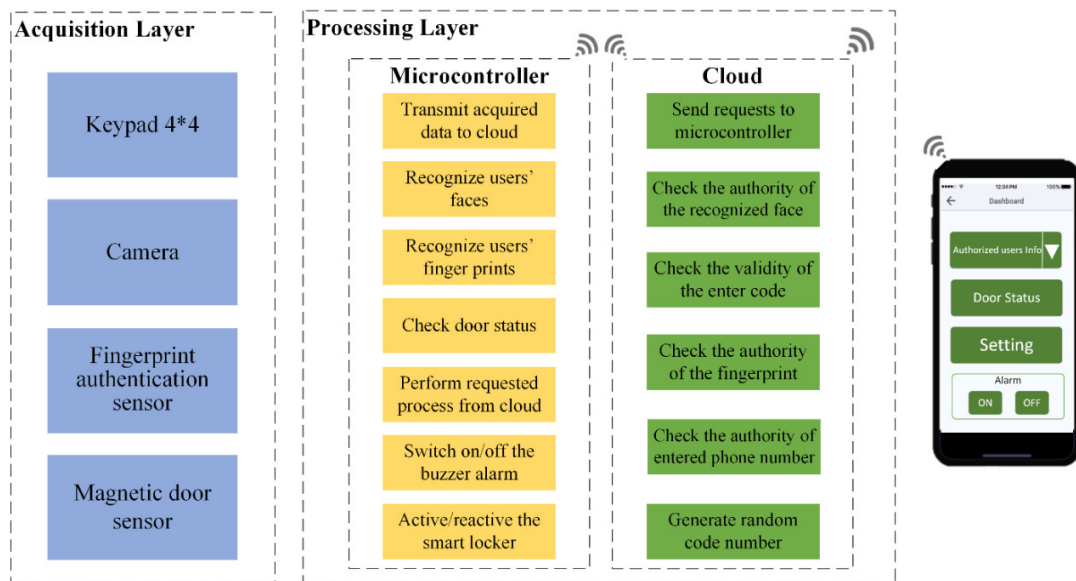 Acquisition Layer
Keypad 4*4
Camera
Fingerprint
authentication
sensor
Magnetic door
sensor
Processing Layer
Microcontroller
Transmit acquired
data to cloud
Recognize users'
faces
Recognize users'
finger prints
Check door status
Perform requested
process from cloud
Switch on/off the
buzzer alarm
Active/reactive the
smart locker
Cloud
Send requests to
microcontroller
Check the authority of
the recognized face
Check the validity of
the enter code
Check the authority
of the fingerprint
Check the authority of
entered phone number
Generate random
code number
12:34 PM 100%
Dashboard
Authorized users Info
Door Status
Setting
Alarm
ON OFF